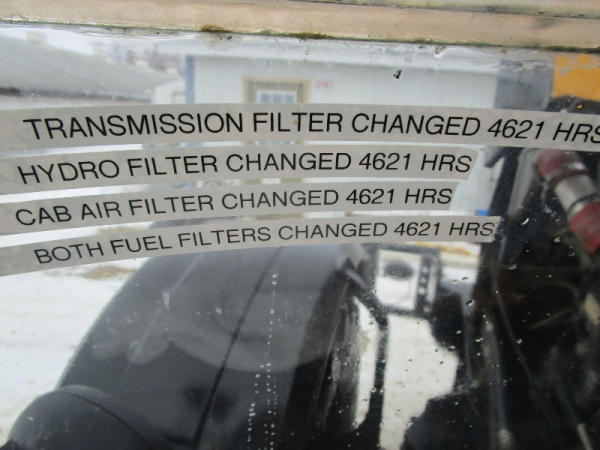 TRANSMISSION FILTER CHANGED 4621 HRS
HYDRO FILTER CHANGED 4621 HRS
CAB AIR FILTER CHANGED 4621 HRS
BOTH FUEL FILTERS CHANGED 4621 HRS